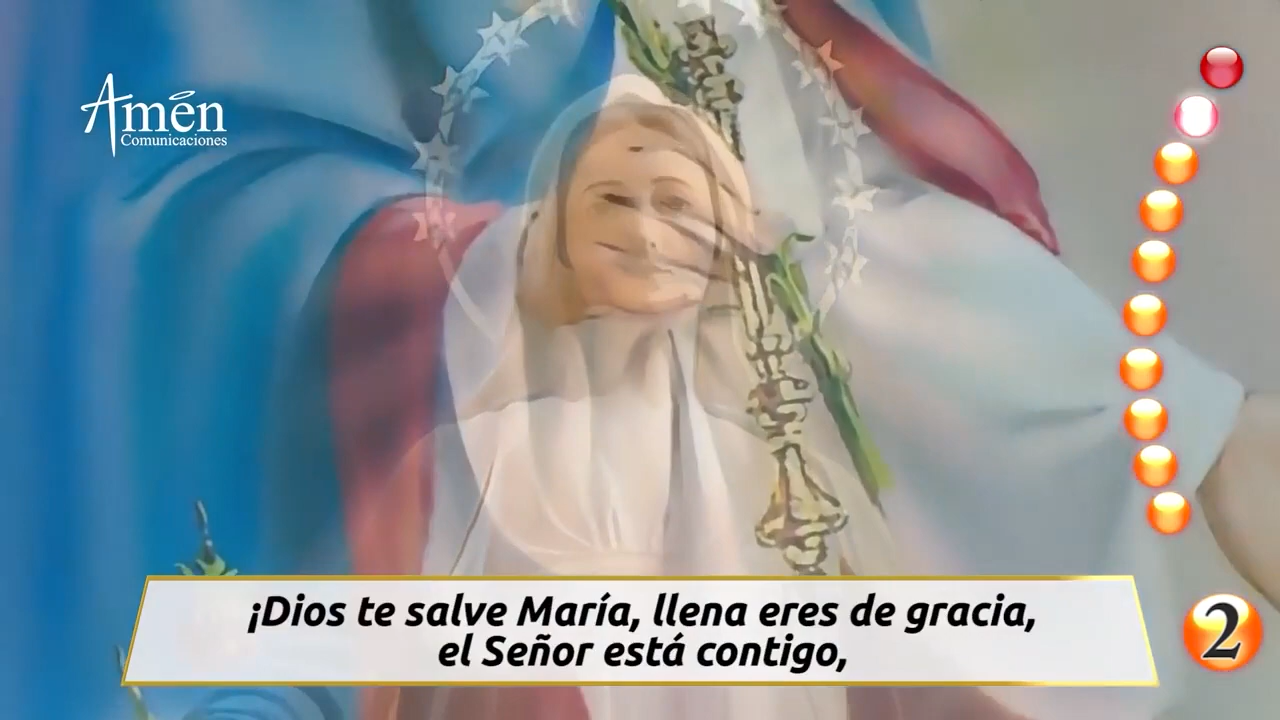 Amén
Comunicaciones
¡Dios te salve María, llena eres de gracia,
el Señor está contigo,
2